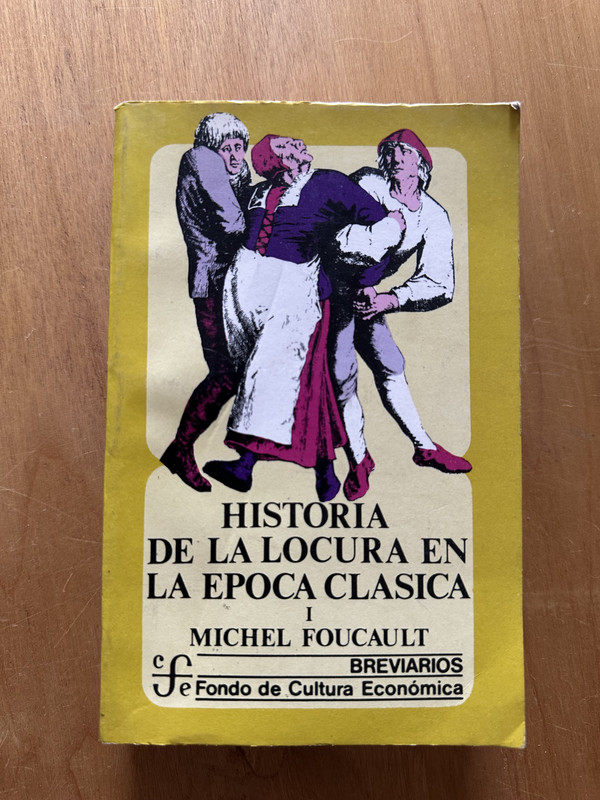 HISTORIA
DE LA LOCURA EN
LA EPOCA CLASICA
I
MICHEL FOUCAULT
BREVIARIOS
cfe
Fondo de Cultura Económica